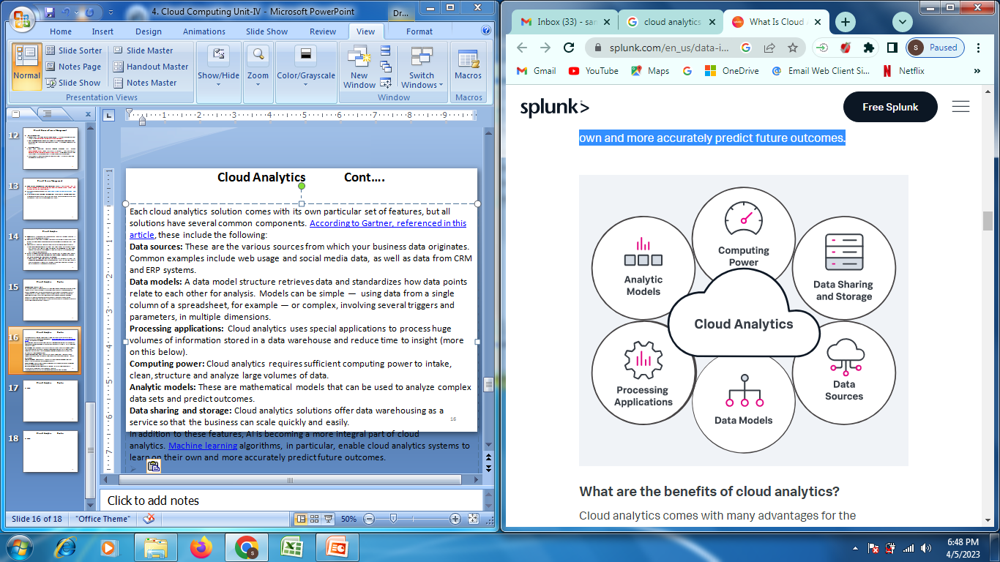 4. Cloud Computing Unit-IV - Microsoft PowerPoint
Dr...
Home Insert Design Animations Slide Show Review View Format
Normal
Slide Sorter
Notes Page
Slide Show
Slide Master
Handout Master
Notes Master
Presentation Views
Show/Hide
Zoom
Color/Grayscale
New Window
Switch Windows
Window
Macros
Macros
1 2 3 4 5 6 7 8 9
12
13
14
15
16
17
18
Cloud Analytics Cont....
Each cloud analytics solution comes with its own particular set of features, but all
solutions have several common components. According to Gartner, referenced in this
article, these include the following:
Data sources: These are the various sources from which your business data originates.
Common examples include web usage and social media data, as well as data from CRM
and ERP systems.
Data models: A data model structure retrieves data and standardizes how data points
relate to each other for analysis. Models can be simple — using data from a single
column of a spreadsheet, for example — or complex, involving several triggers and
parameters, in multiple dimensions.
Processing applications: Cloud analytics uses special applications to process huge
volumes of information stored in a data warehouse and reduce time to insight (more
on this below).
Computing power: Cloud analytics requires sufficient computing power to intake,
clean, structure and analyze large volumes of data.
Analytic models: These are mathematical models that can be used to analyze complex
data sets and predict outcomes.
Data sharing and storage: Cloud analytics solutions offer data warehousing as a
service so that the business can scale quickly and easily.
16
In addition to these features, AI is becoming a more integral part of cloud
analytics. Machine learning algorithms, in particular, enable cloud analytics systems to
learn on their own and more accurately predict future outcomes.
Click to add notes
Slide 16 of 18 "Office Theme" 50%
Inbox (33) - san
cloud analytics
What Is Cloud
splunk.com/en_us/data-i...
S Paused
Gmail YouTube Maps OneDrive Email Web Client Si... Netflix »
splunk>
Free Splunk
own and more accurately predict future outcomes.
Computing
Power
Analytic
Models
Data Sharing
and Storage
Cloud Analytics
Processing
Applications
Data
Sources
Data Models
What are the benefits of cloud analytics?
Cloud analytics comes with many advantages for the
6:48 PM
4/5/2023